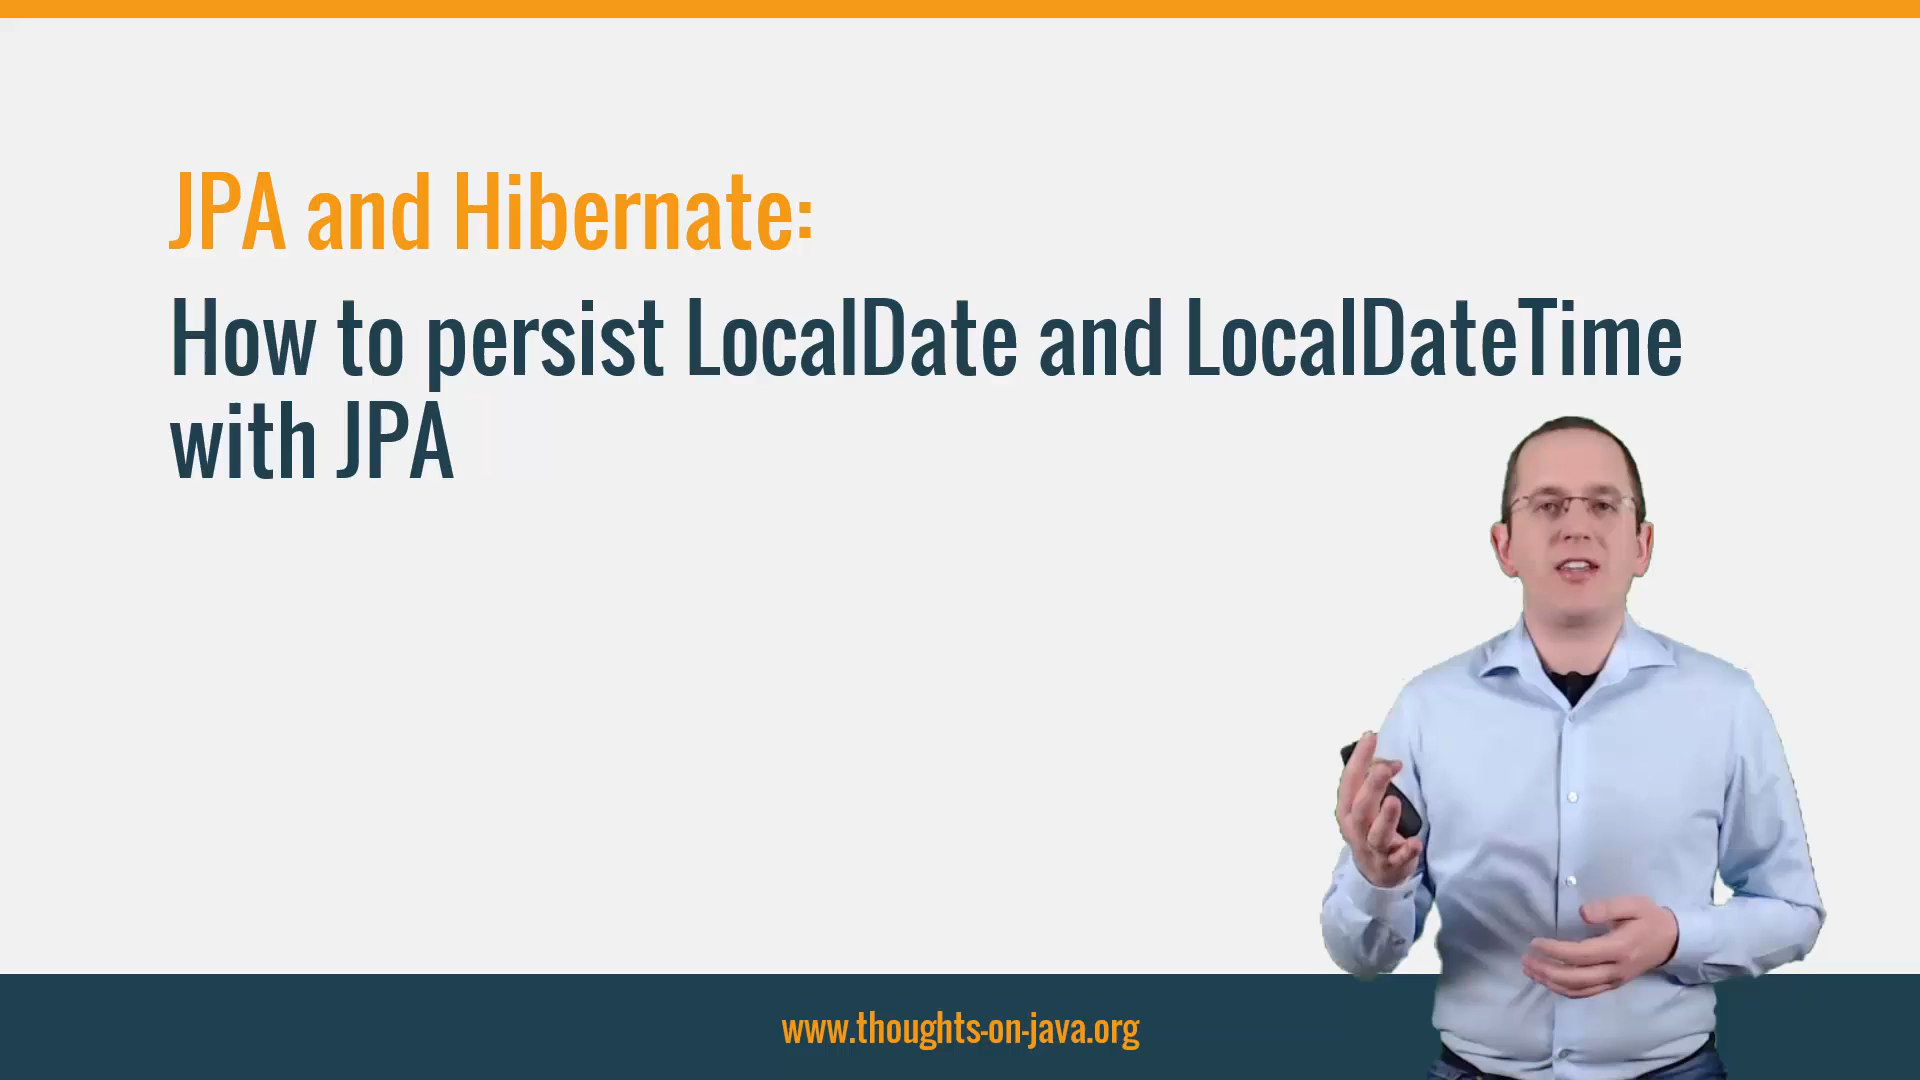 JPA and Hibernate:
How to persist LocalDate and LocalDateTime
with JPA
www.thoughts-on-java.org